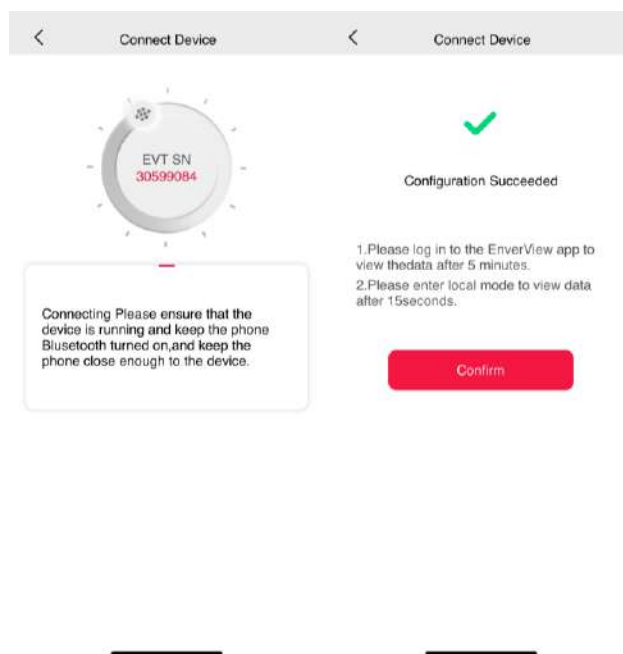 Connect Device
EVT SN
30599084
Connecting Please ensure that the
device is running and keep the phone
Blusetooth turned on,and keep the
phone close enough to the device.
Connect Device
Configuration Succeeded
1.Please log in to the EnverView app to
view thedata after 5 minutes.
2.Please enter local mode to view data
after 15seconds.
Confirm